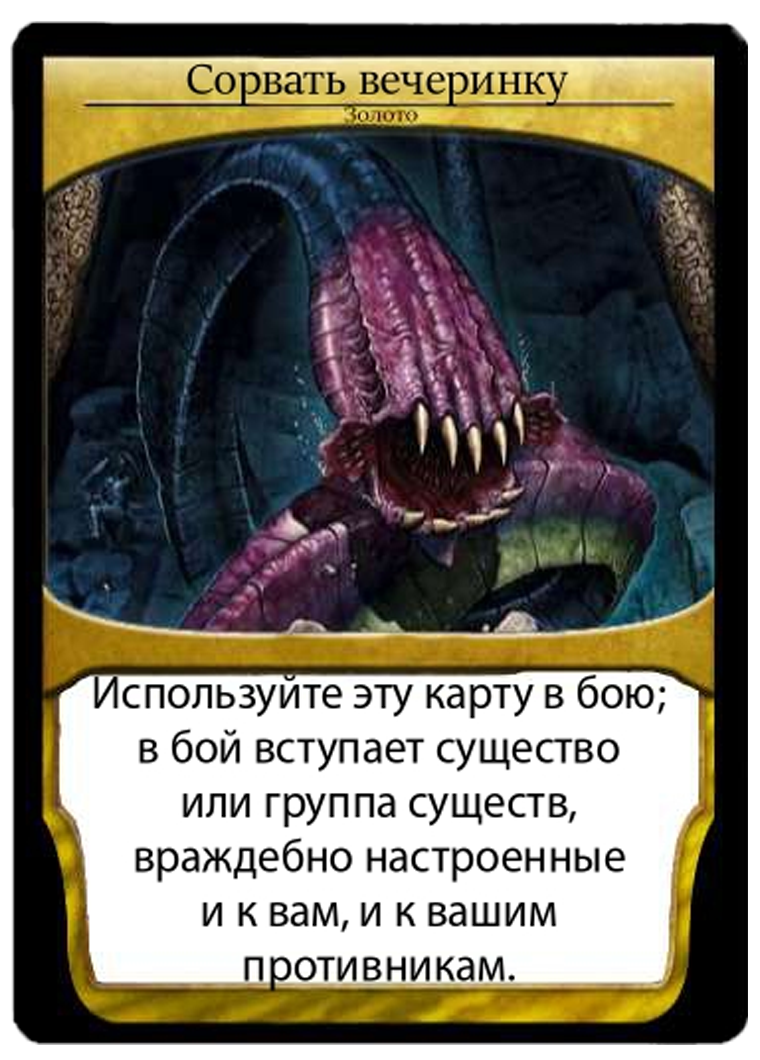 Сорвать вечеринку
Золото
Используйте эту карту в бою;
в бой вступает существо
или группа существ,
враждебно настроенные
и к вам, и к вашим
противникам.